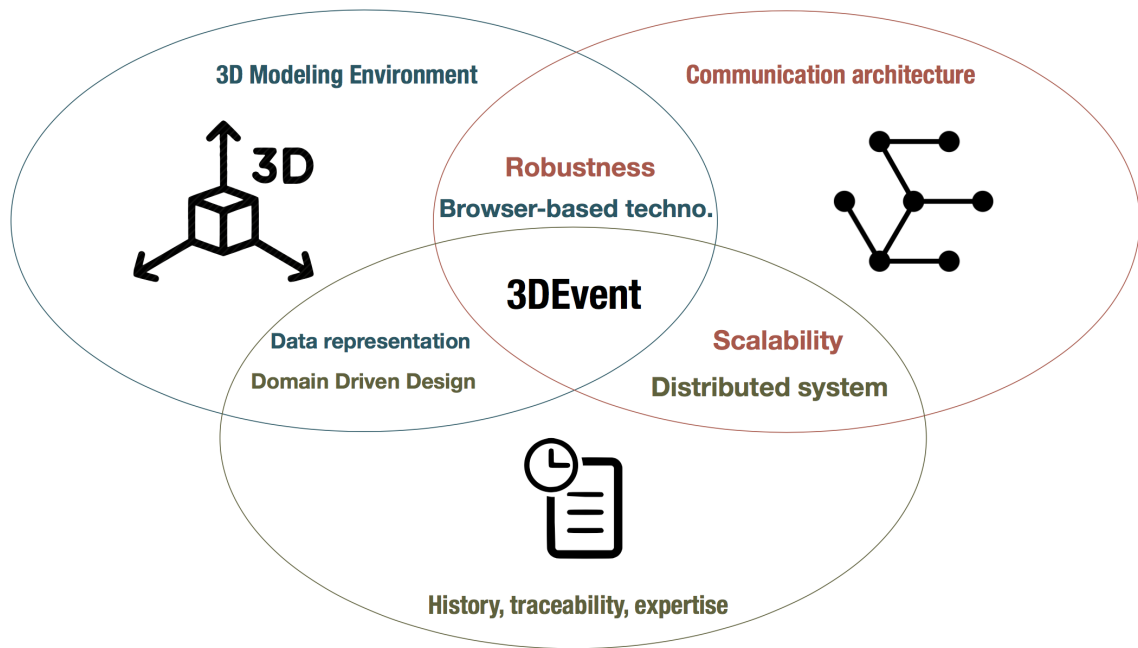 3D Modeling Environment
Communication architecture
3D
Robustness
Browser-based techno.
3DEvent
Data representation
Domain Driven Design
Scalability
Distributed system
History, traceability, expertise